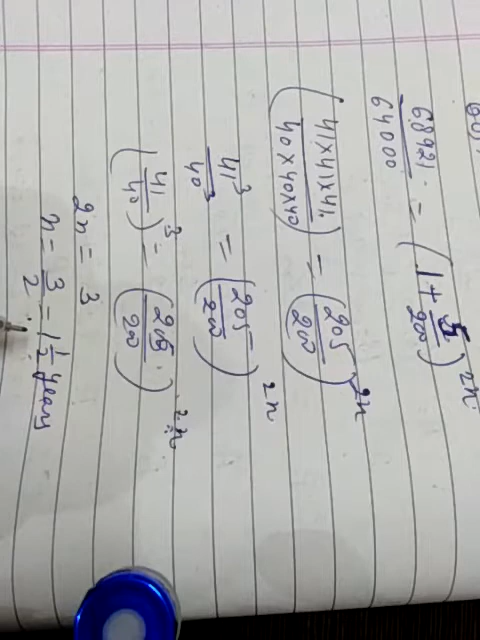 68921/64000 = (1 + 5/200)^2n
(41×41×41/40×40×40) = (205/200)^2n
41^3/40^3 = (205/200)^2n
(41/40)^3 = (205/200)^2n
2n = 3
n = 3/2 = 1 1/2 years